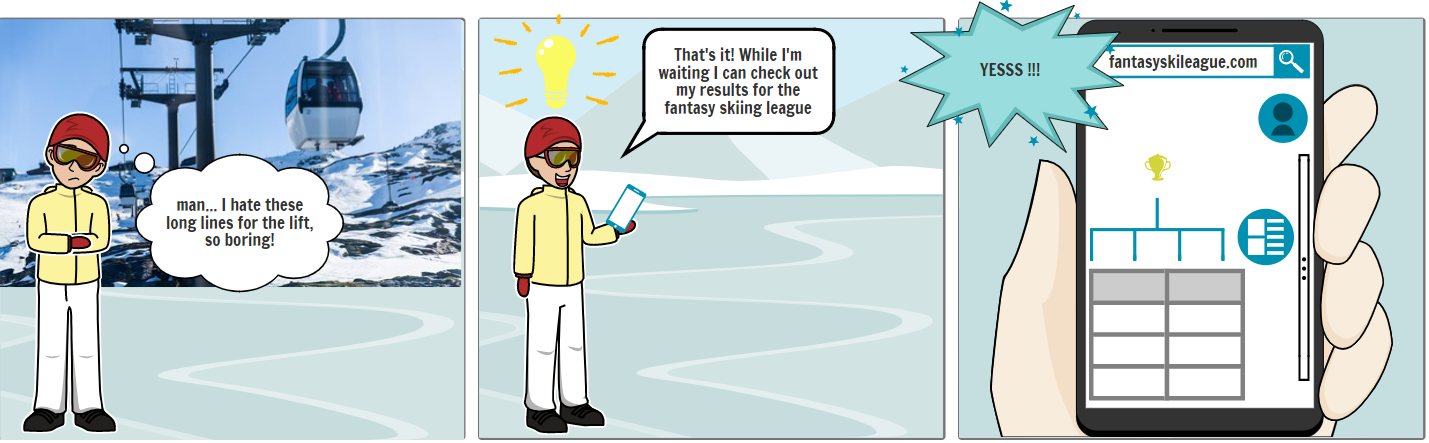 man... I hate these
long lines for the lift,
so boring!
That's it! While I'm
waiting I can check out
my results for the
fantasy skiing league
YESSS !!!
fantasyskileague.com